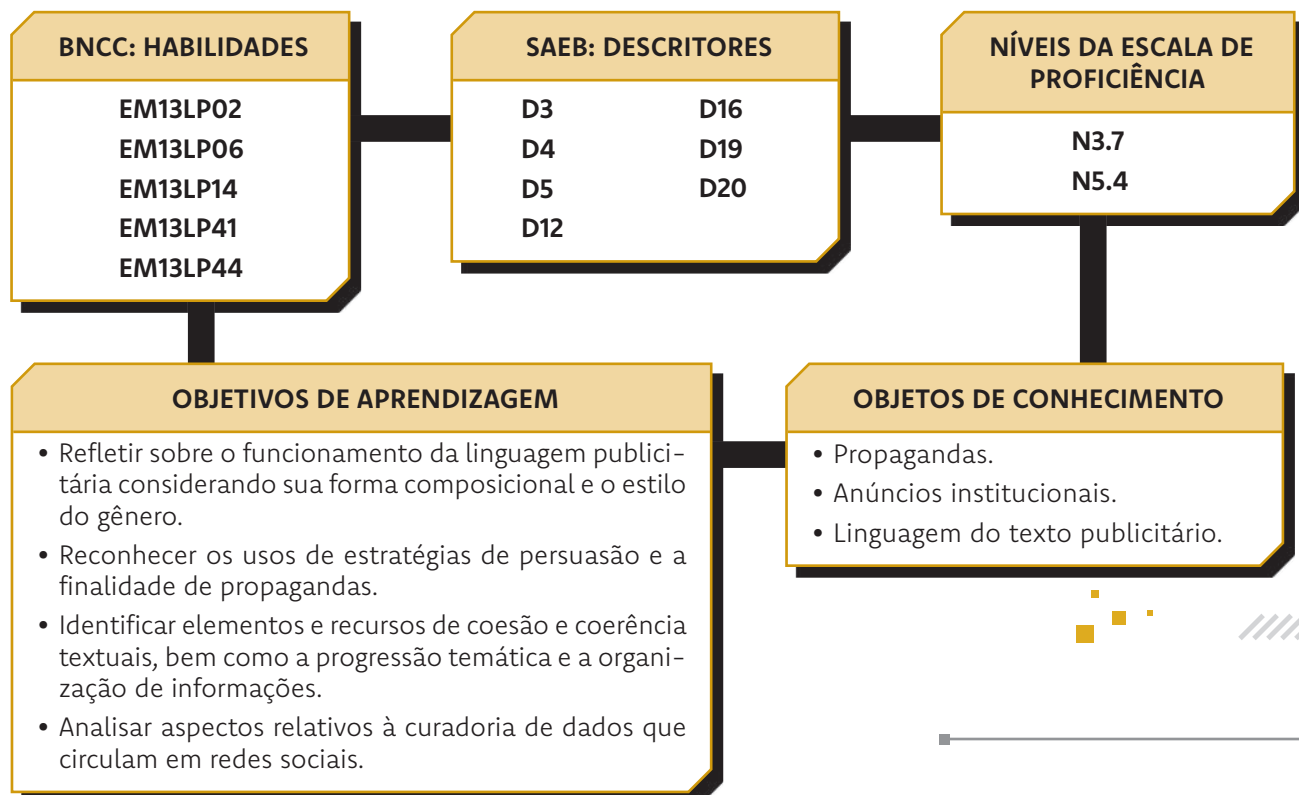 BNCC: HABILIDADES
EM13LP02
EM13LP06
EM13LP14
EM13LP41
EM13LP44
SAEB: DESCRITORES
D3
D4
D5
D12
D16
D19
D20
NÍVEIS DA ESCALA DE
PROFICIÊNCIA
N3.7
N5.4
OBJETIVOS DE APRENDIZAGEM
• Refletir sobre o funcionamento da linguagem publici-
tária considerando sua forma composicional e o estilo
do gênero.
• Reconhecer os usos de estratégias de persuasão e a
finalidade de propagandas.
• Identificar elementos e recursos de coesão e coerência
textuais, bem como a progressão temática e a organi-
zação de informações.
• Analisar aspectos relativos à curadoria de dados que
circulam em redes sociais.
OBJETOS DE CONHECIMENTO
• Propagandas.
• Anúncios institucionais.
• Linguagem do texto publicitário.